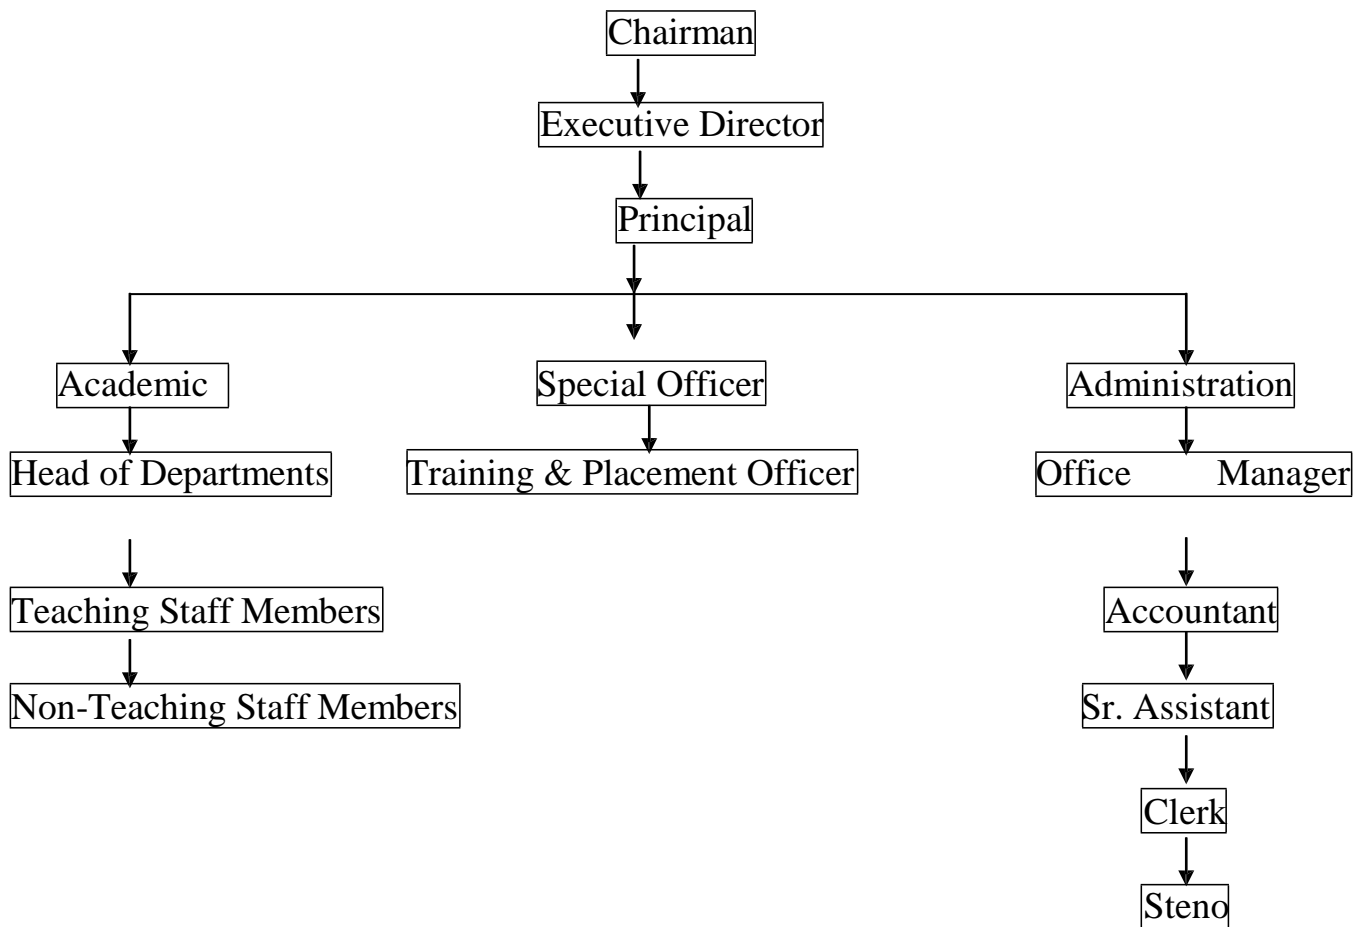 Chairman
Executive Director
Principal
Academic
Special Officer
Administration
Head of Departments
Training & Placement Officer
Office Manager
Teaching Staff Members
Accountant
Non-Teaching Staff Members
Sr. Assistant
Clerk
Steno